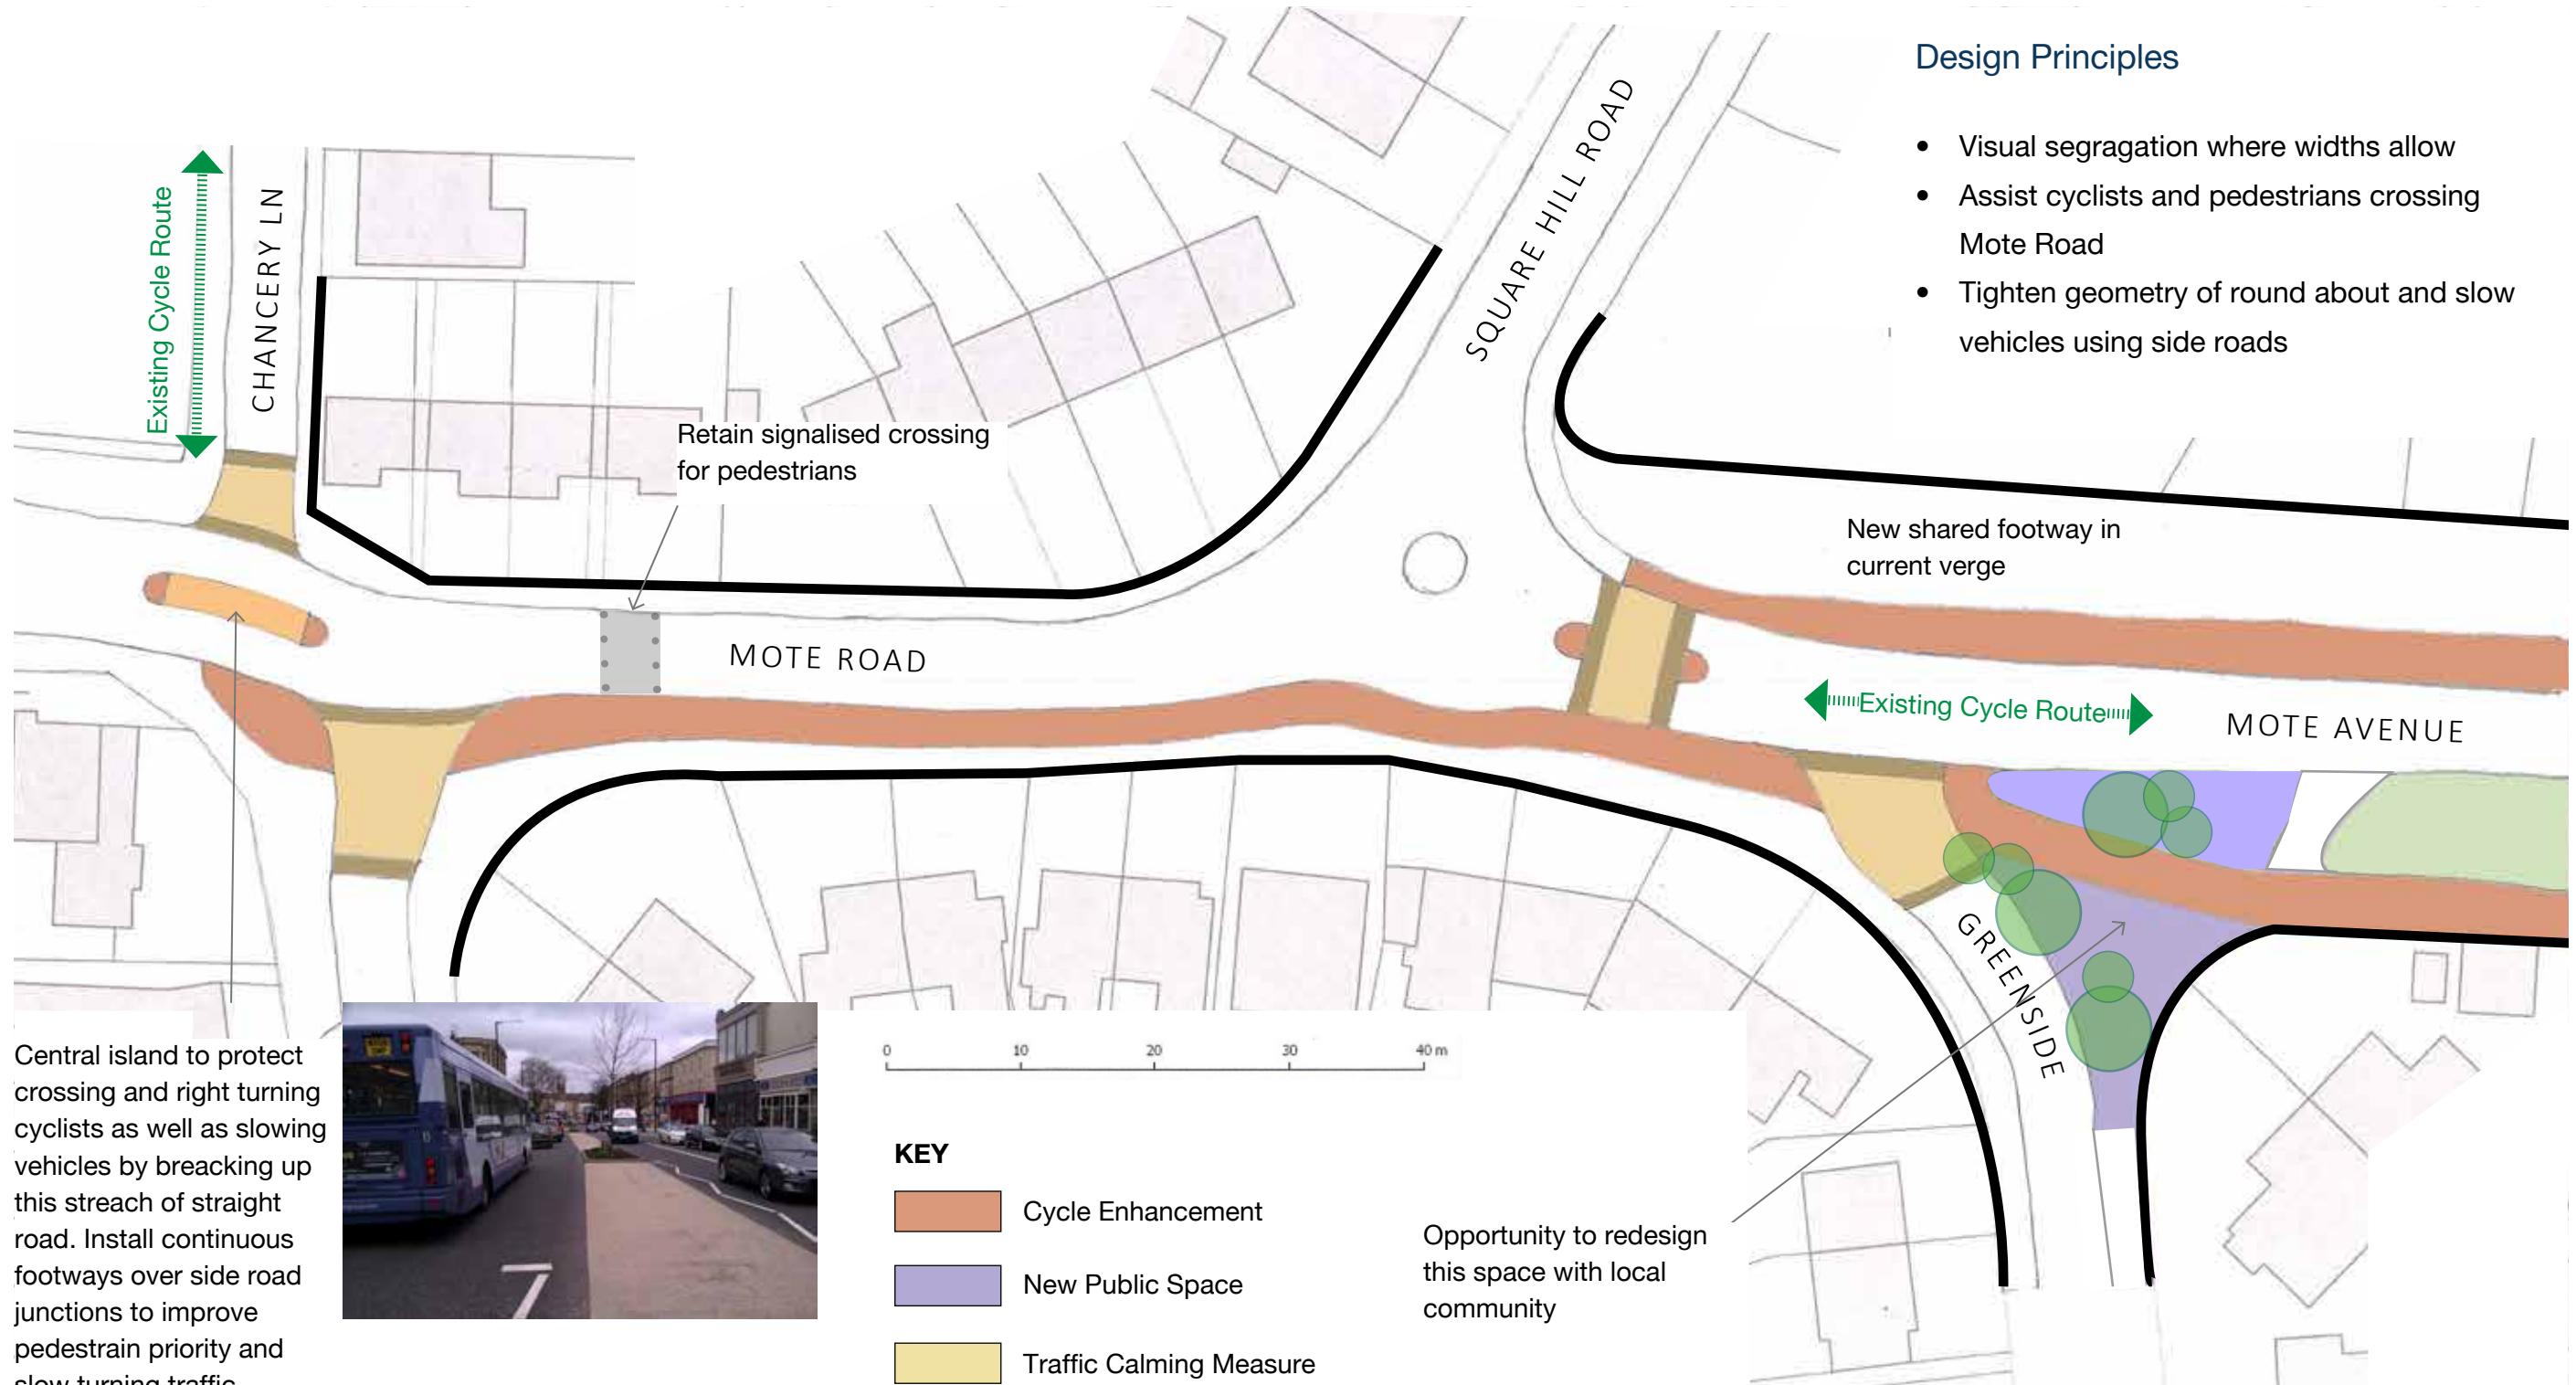 Design Principles
• Visual segragation where widths allow
• Assist cyclists and pedestrians crossing
Mote Road
• Tighten geometry of round about and slow
vehicles using side roads
SQUARE HILL ROAD
Existing Cycle Route
CHANCERY LN
Retain signalised crossing
for pedestrians
New shared footway in
current verge
MOTE ROAD
Existing Cycle Route
MOTE AVENUE
GREENSIDE
Central island to protect
crossing and right turning
cyclists as well as slowing
vehicles by breacking up
this streach of straight
road. Install continuous
footways over side road
junctions to improve
pedestrain priority and
slow turning traffic
0 10 20 30 40 m
KEY
Cycle Enhancement
New Public Space
Traffic Calming Measure
Opportunity to redesign
this space with local
community